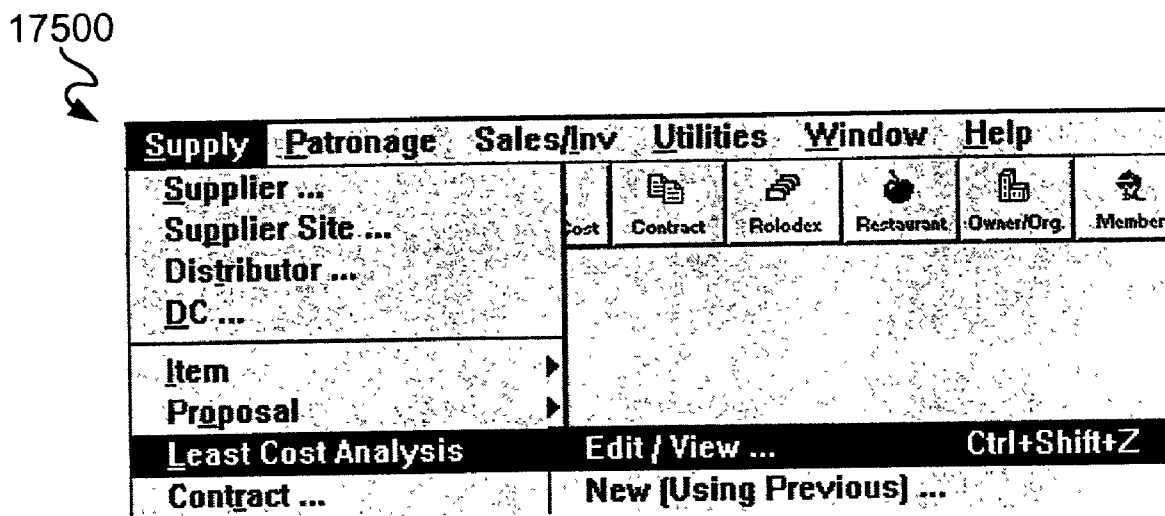 17500
Supply Patronage Sales/Inv Utilities Window Help
Supplier ...
Cost Contract Rolodex Restaurant Owner/Org. Member
Supplier Site ...
Distributor ...
DC ...
Item
Proposal
Least Cost Analysis Edit / View ... Ctrl+Shift+Z
Contract ... New (Using Previous) ...